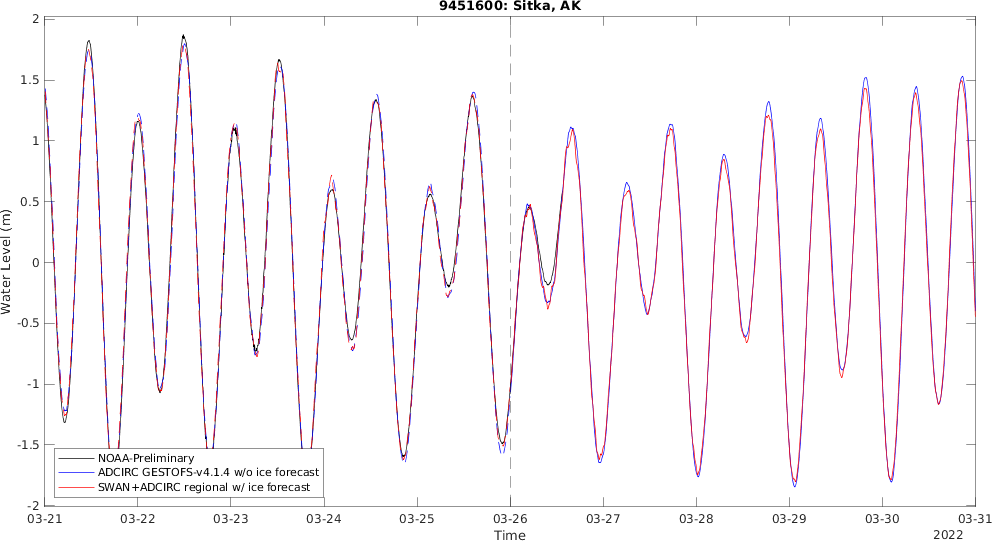 9451600: Sitka, AK
2
1.5
1
0.5
0
-0.5
-1
-1.5
-2
Water Level (m)
NOAA-Preliminary
ADCIRC GESTOFS-v4.1.4 w/o ice forecast
SWAN+ADCIRC regional w/ ice forecast
03-21 03-22 03-23 03-24 03-25 03-26 03-27 03-28 03-29 03-30 03-31
Time
2022